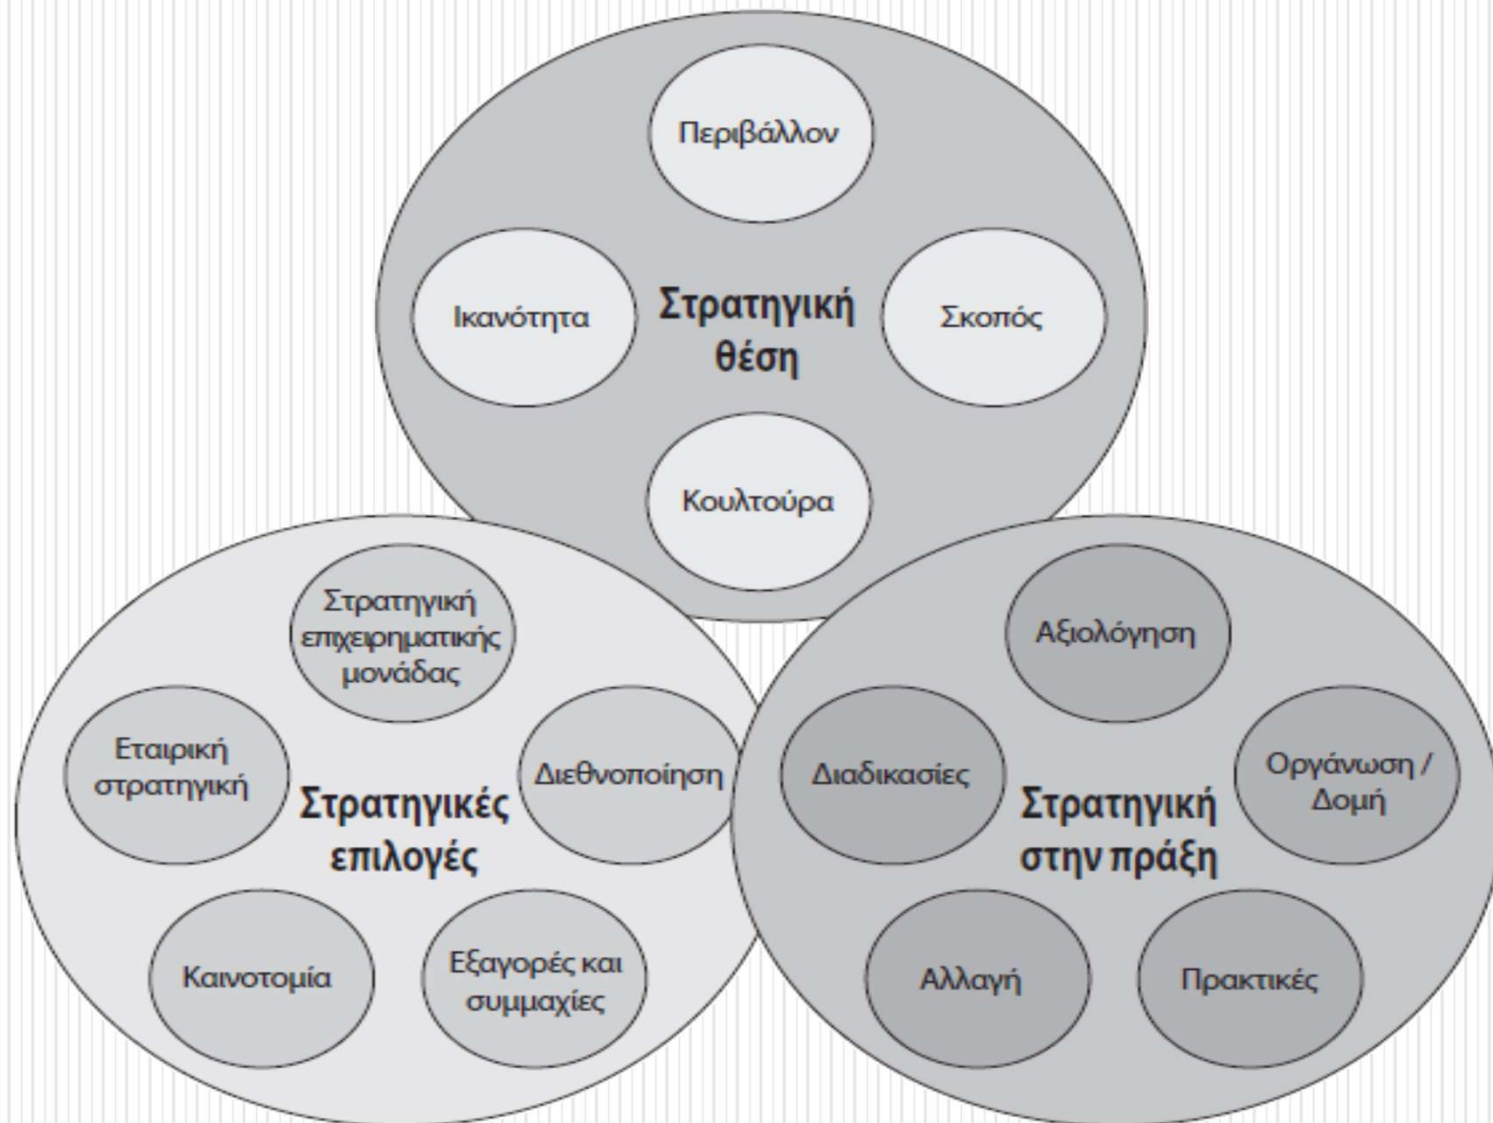 Περιβάλλον
Ικανότητα
Στρατηγική
θέση
Σκοπός
Κουλτούρα
Στρατηγική
επιχειρηματικής
μονάδας
Εταιρική
στρατηγική
Στρατηγικές
επιλογές
Διεθνοποίηση
Καινοτομία
Εξαγορές και
συμμαχίες
Αξιολόγηση
Διαδικασίες
Στρατηγική
στην πράξη
Οργάνωση /
Δομή
Αλλαγή
Πρακτικές